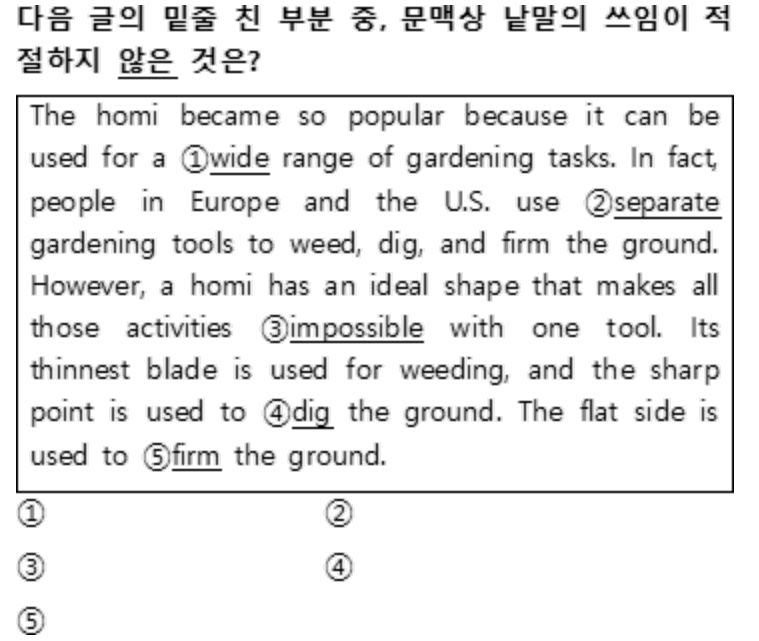 다음 글의 밑줄 친 부분 중, 문맥상 낱말의 쓰임이 적
절하지 않은 것은?
The homi became so popular because it can be
used for a ①wide range of gardening tasks. In fact,
people in Europe and the U.S. use ②separate
gardening tools to weed, dig, and firm the ground.
However, a homi has an ideal shape that makes all
those activities ③impossible with one tool. Its
thinnest blade is used for weeding, and the sharp
point is used to ④dig the ground. The flat side is
used to ⑤firm the ground.
① ②
③ ④
⑤